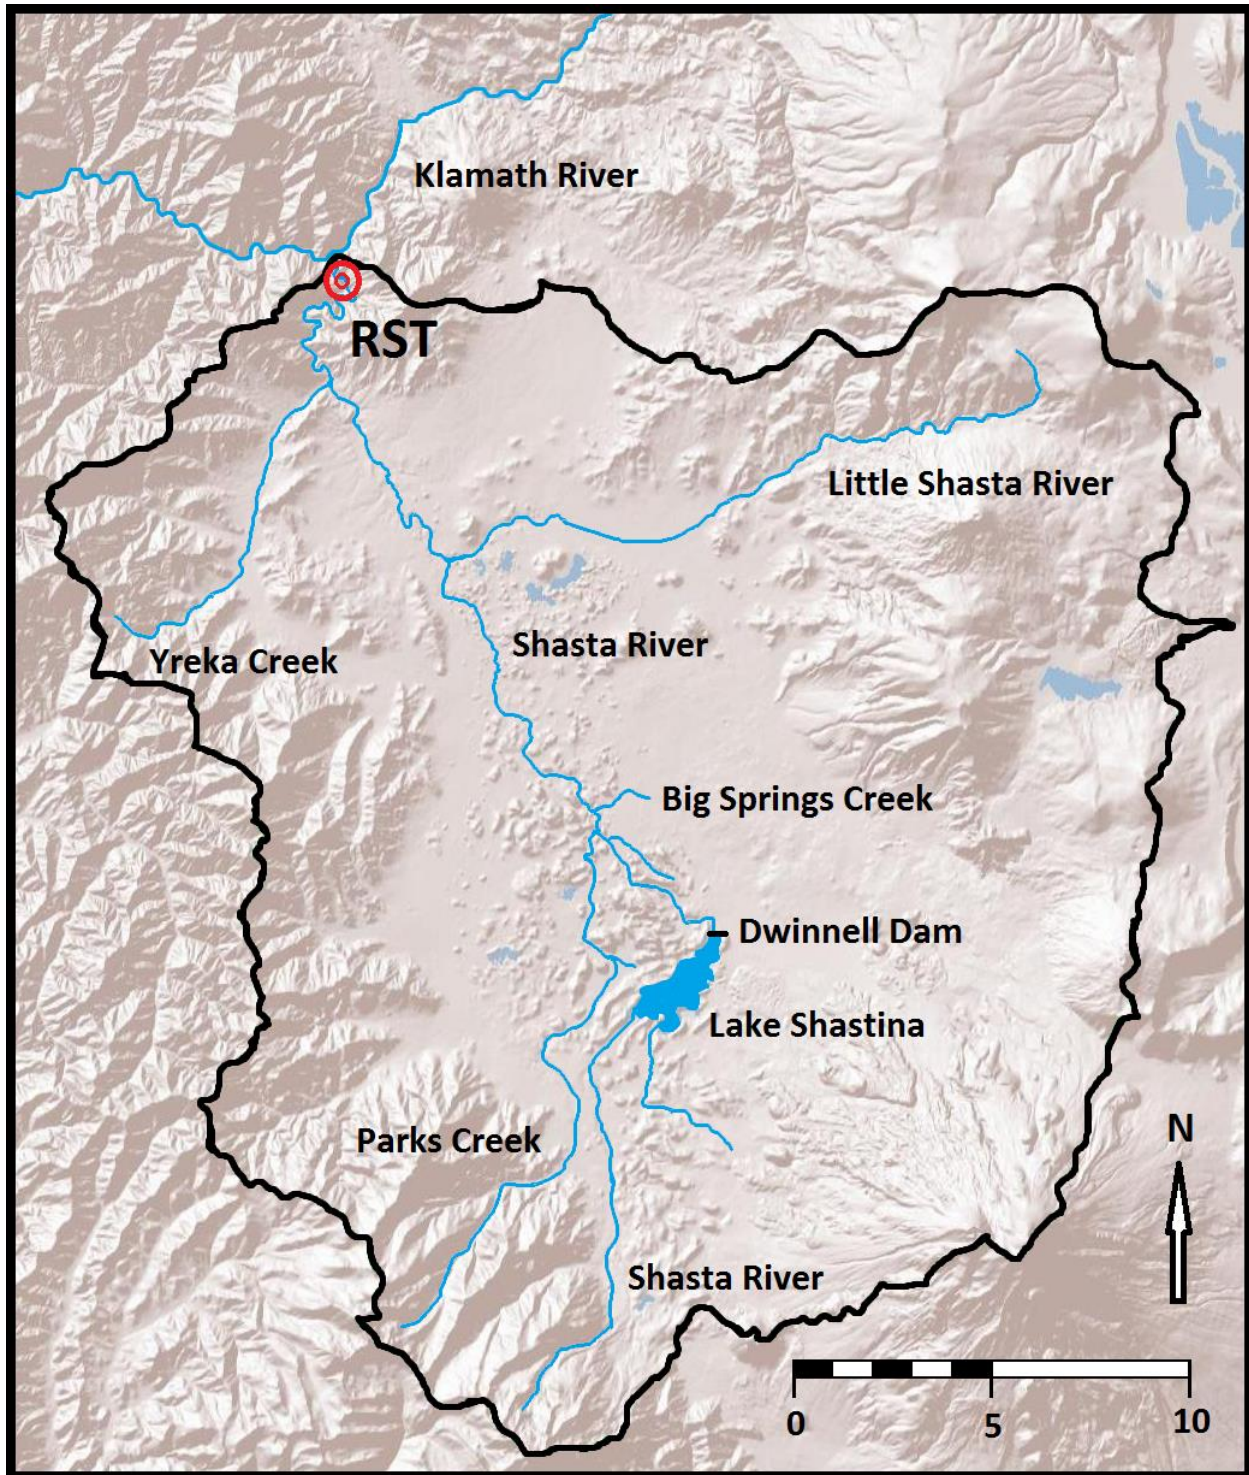 Klamath River
RST
Little Shasta River
Shasta River
Yreka Creek
Big Springs Creek
Dwinnell Dam
Lake Shastina
Parks Creek
N
Shasta River
0 5 10